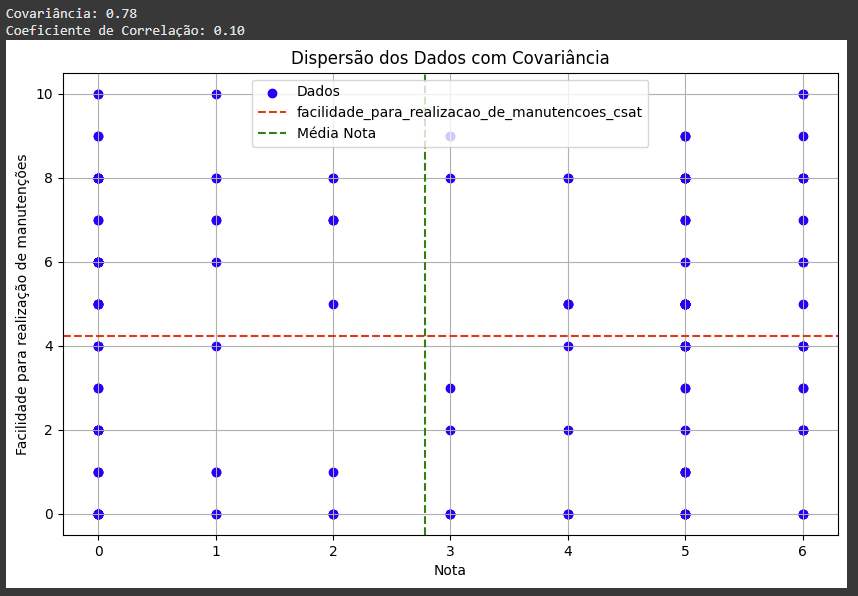 Covariância: 0.78
Coeficiente de Correlação: 0.10
Dispersão dos Dados com Covariância
Dados
facilidade_para_realizacao_de_manutencoes_csat
Média Nota
Facilidade para realização de manutenções
10
8
6
4
2
0
0 1 2 3 4 5 6
Nota